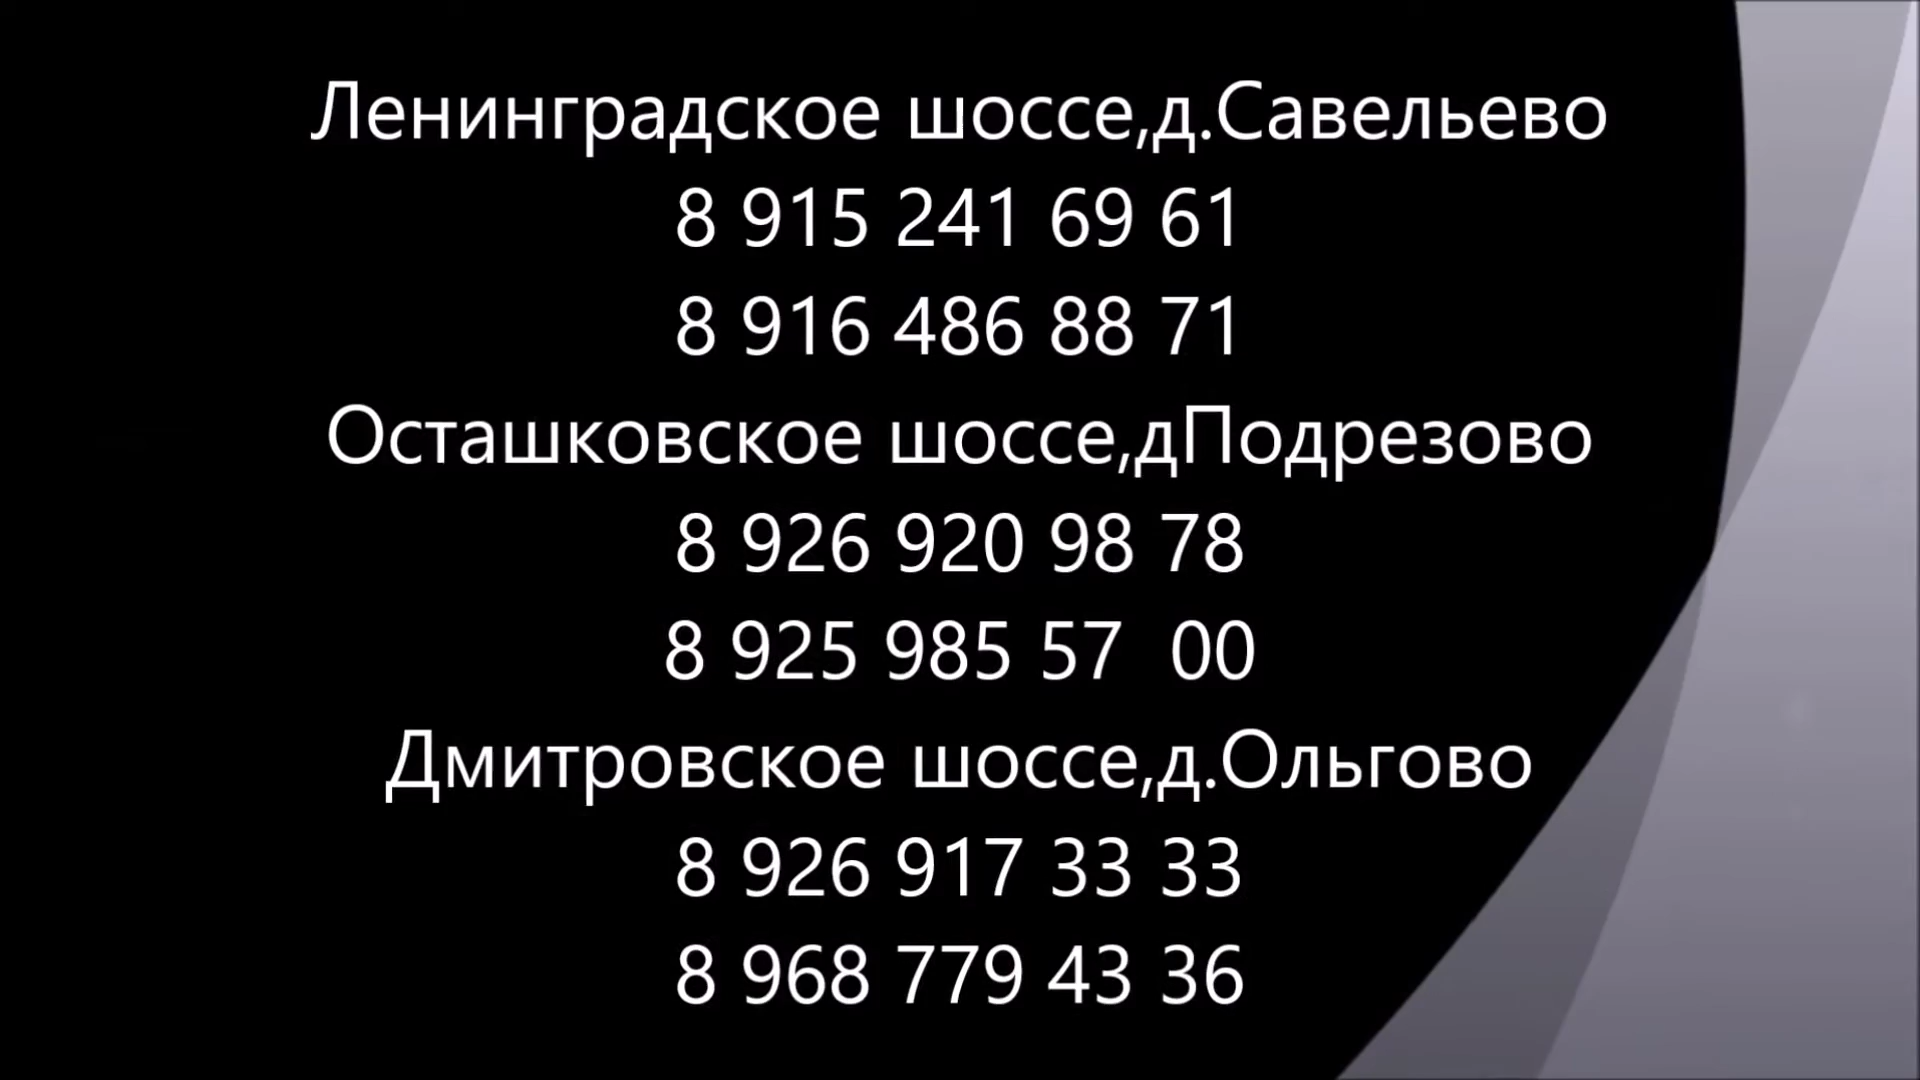 Ленинградское шоссе,д.Савельево
8 915 241 69 61
8 916 486 88 71
Осташковское шоссе,дПодрезово
8 926 920 98 78
8 925 985 57  00
Дмитровское шоссе,д.Ольгово
8 926 917 33 33
8 968 779 43 36